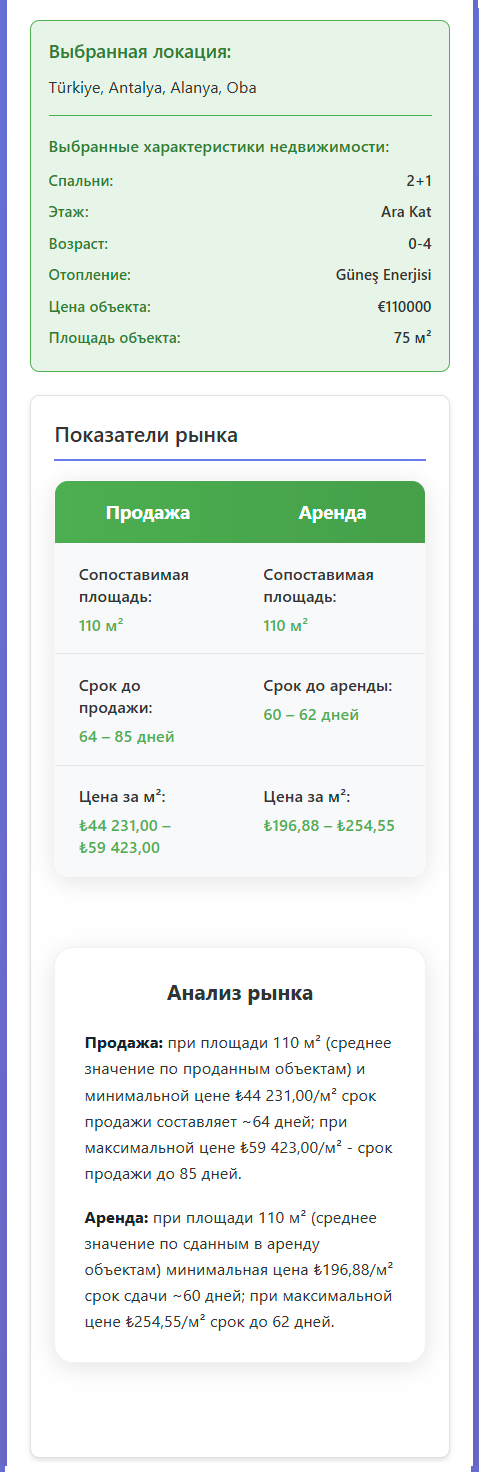 Выбранная локация:
Türkiye, Antalya, Alanya, Oba
Выбранные характеристики недвижимости:
Спальни: 2+1
Этаж: Ara Kat
Возраст: 0-4
Отопление: Güneş Enerjisi
Цена объекта: €110000
Площадь объекта: 75 м²
Показатели рынка
Продажа Аренда
Сопоставимая Сопоставимая
площадь: площадь:
110 м² 110 м²
Срок до Срок до аренды:
продажи: 60 – 62 дней
64 – 85 дней
Цена за м²: Цена за м²:
₺44 231,00 – ₺196,88 – ₺254,55
₺59 423,00
Анализ рынка
Продажа: при площади 110 м² (среднее
значение по проданным объектам) и
минимальной цене ₺44 231,00/м² срок
продажи составляет ~64 дней; при
максимальной цене ₺59 423,00/м² - срок
продажи до 85 дней.
Аренда: при площади 110 м² (среднее
значение по сданным в аренду
объектам) минимальная цена ₺196,88/м²
срок сдачи ~60 дней; при максимальной
цене ₺254,55/м² срок до 62 дней.